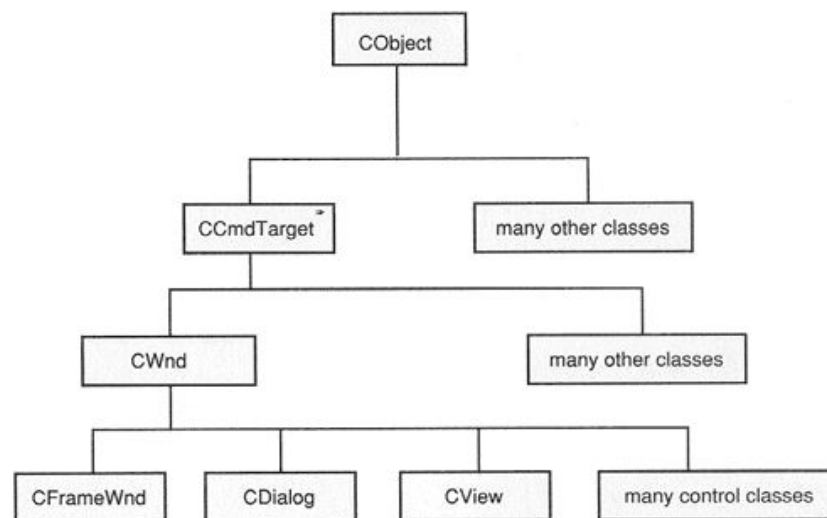 CObject
CCmdTarget
many other classes
CWnd
many other classes
CFrameWnd
CDialog
CView
many control classes